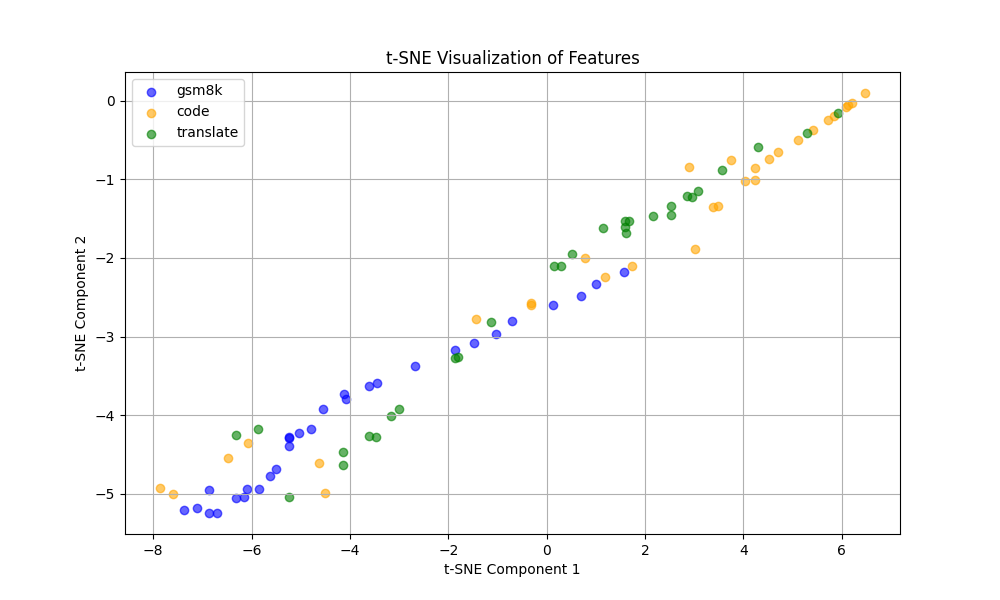 t-SNE Visualization of Features
gsm8k
code
translate
0
−1
−2
−3
−4
−5
t-SNE Component 2
−8 −6 −4 −2 0 2 4 6
t-SNE Component 1